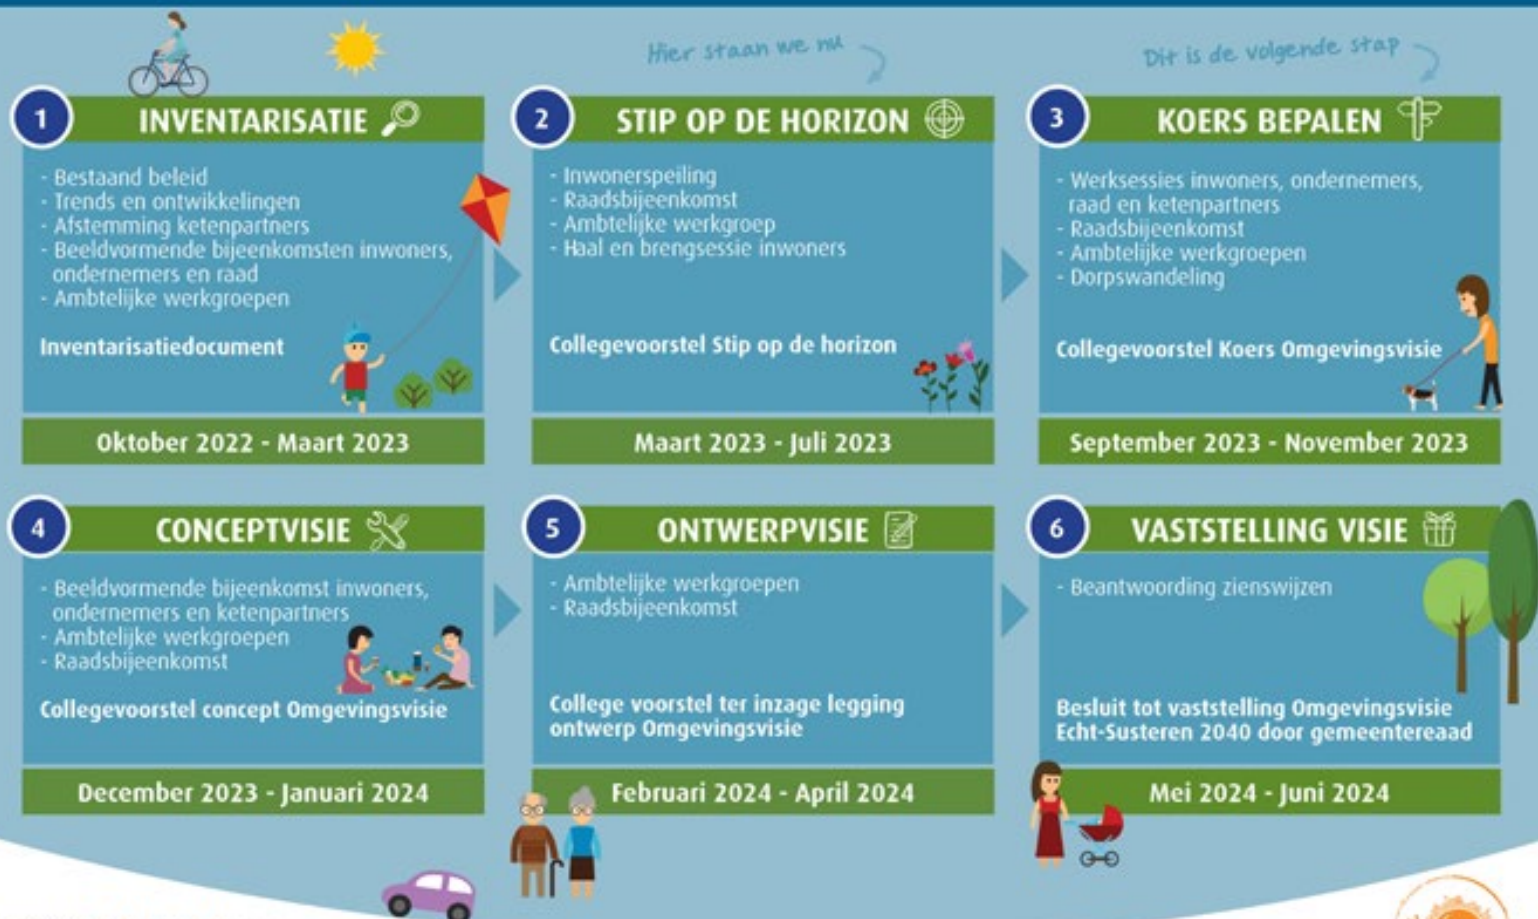 Hier staan we nu
Dit is de volgende stap
1
INVENTARISATIE
- Bestaand beleid
- Trends en ontwikkelingen
- Afstemming ketenpartners
- Beeldvormende bijeenkomsten inwoners,
ondernemers en raad
- Ambtelijke werkgroepen
Inventarisatiedocument
Oktober 2022 - Maart 2023
2
STIP OP DE HORIZON
- Inwonerspeiling
- Raadsbijeenkomst
- Ambtelijke werkgroep
- Haal en brengsessie inwoners
Collegevoorstel Stip op de horizon
Maart 2023 - Juli 2023
3
KOERS BEPALEN
- Werksessies inwoners, ondernemers,
raad en ketenpartners
- Raadsbijeenkomst
- Ambtelijke werkgroepen
- Dorpswandeling
Collegevoorstel Koers Omgevingsvisie
September 2023 - November 2023
4
CONCEPTVISIE
- Beeldvormende bijeenkomst inwoners,
ondernemers en ketenpartners
- Ambtelijke werkgroepen
- Raadsbijeenkomst
Collegevoorstel concept Omgevingsvisie
December 2023 - Januari 2024
5
ONTWERPVISIE
- Ambtelijke werkgroepen
- Raadsbijeenkomst
College voorstel ter inzage legging
ontwerp Omgevingsvisie
Februari 2024 - April 2024
6
VASTSTELLING VISIE
- Beantwoording zienswijzen
Besluit tot vaststelling Omgevingsvisie
Echt-Susteren 2040 door gemeentereaad
Mei 2024 - Juni 2024